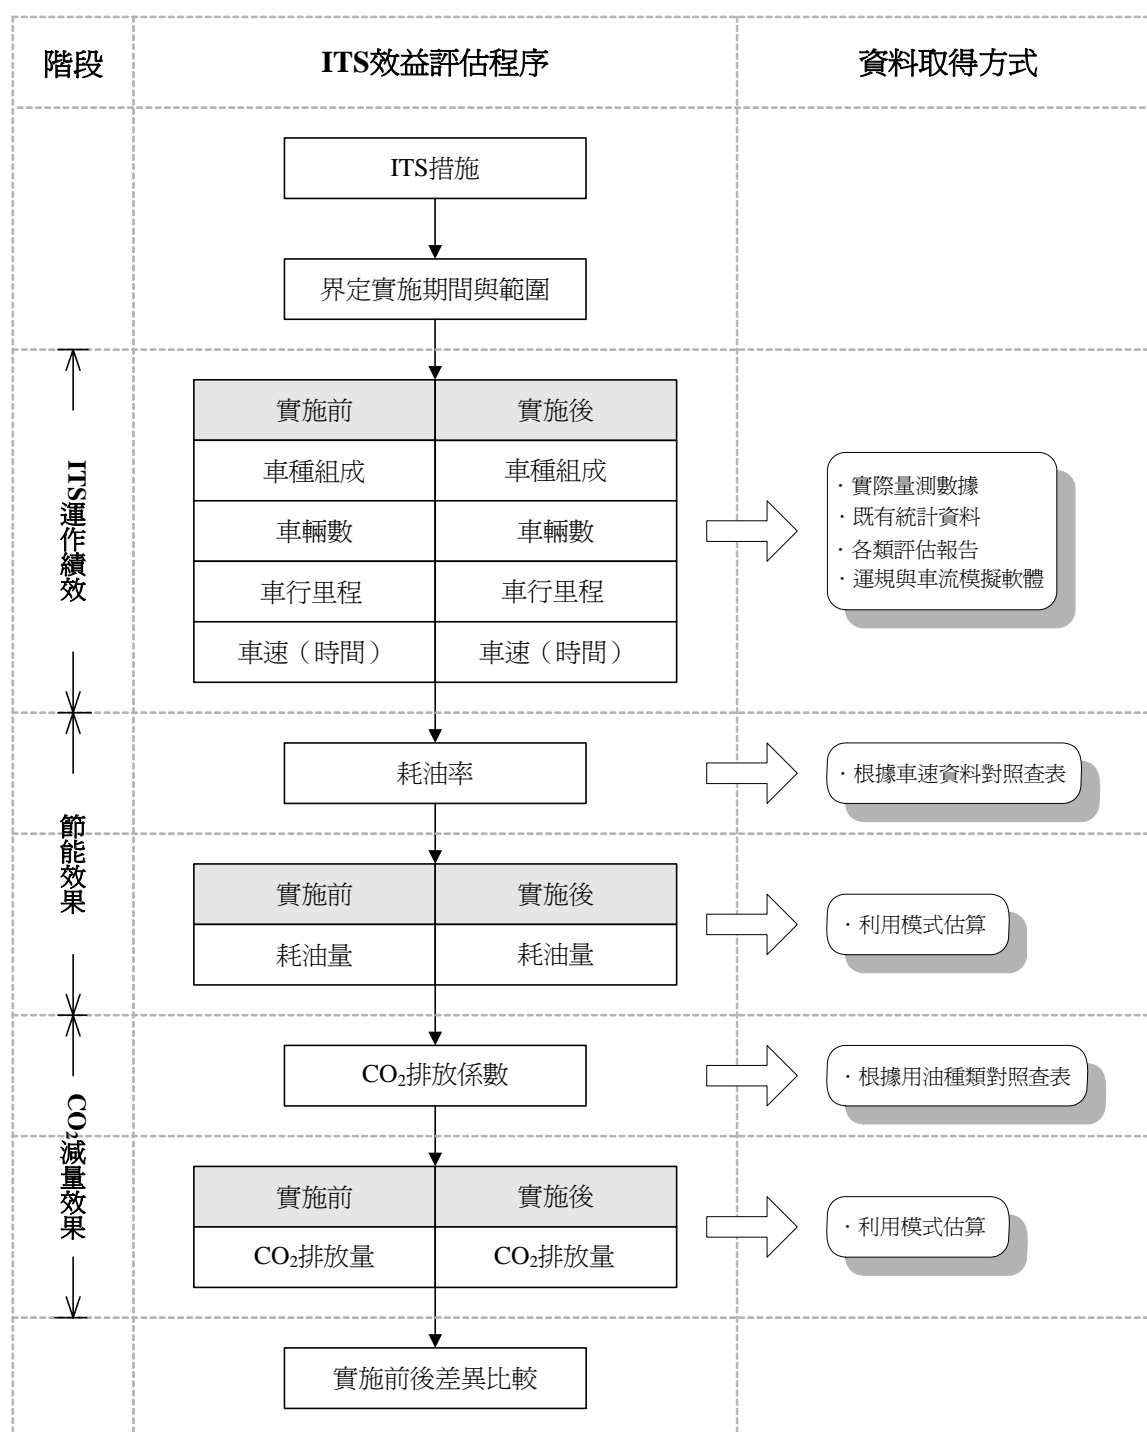 階段
ITS效益評估程序
資料取得方式
ITS措施
界定實施期間與範圍
ITS運作績效
實施前
實施後
車種組成
車種組成
車輛數
車輛數
車行里程
車行里程
車速（時間）
車速（時間）
．實際量測數據
．既有統計資料
．各類評估報告
．運規與車流模擬軟體
節能效果
耗油率
．根據車速資料對照查表
實施前
實施後
耗油量
耗油量
．利用模式估算
CO₂減量效果
CO₂排放係數
．根據用油種類對照查表
實施前
實施後
CO₂排放量
CO₂排放量
．利用模式估算
實施前後差異比較